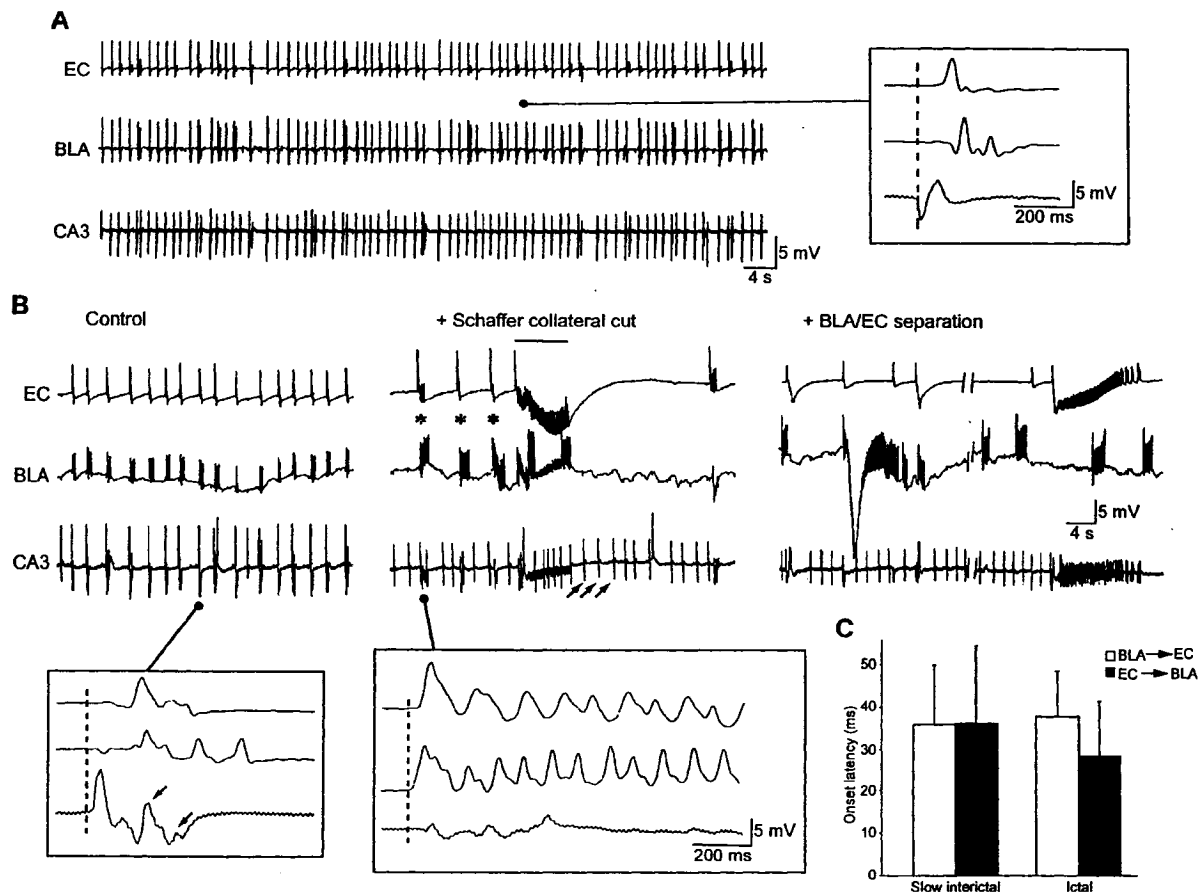 A
EC
BLA
CA3
5 mV
4 s
5 mV
200 ms
B
Control
+ Schaffer collateral cut
+ BLA/EC separation
EC
* * *
BLA
CA3
5 mV
4 s
5 mV
200 ms
C
BLA → EC
EC → BLA
Onset latency (ms)
50
40
30
20
10
0
Slow interictal
Ictal